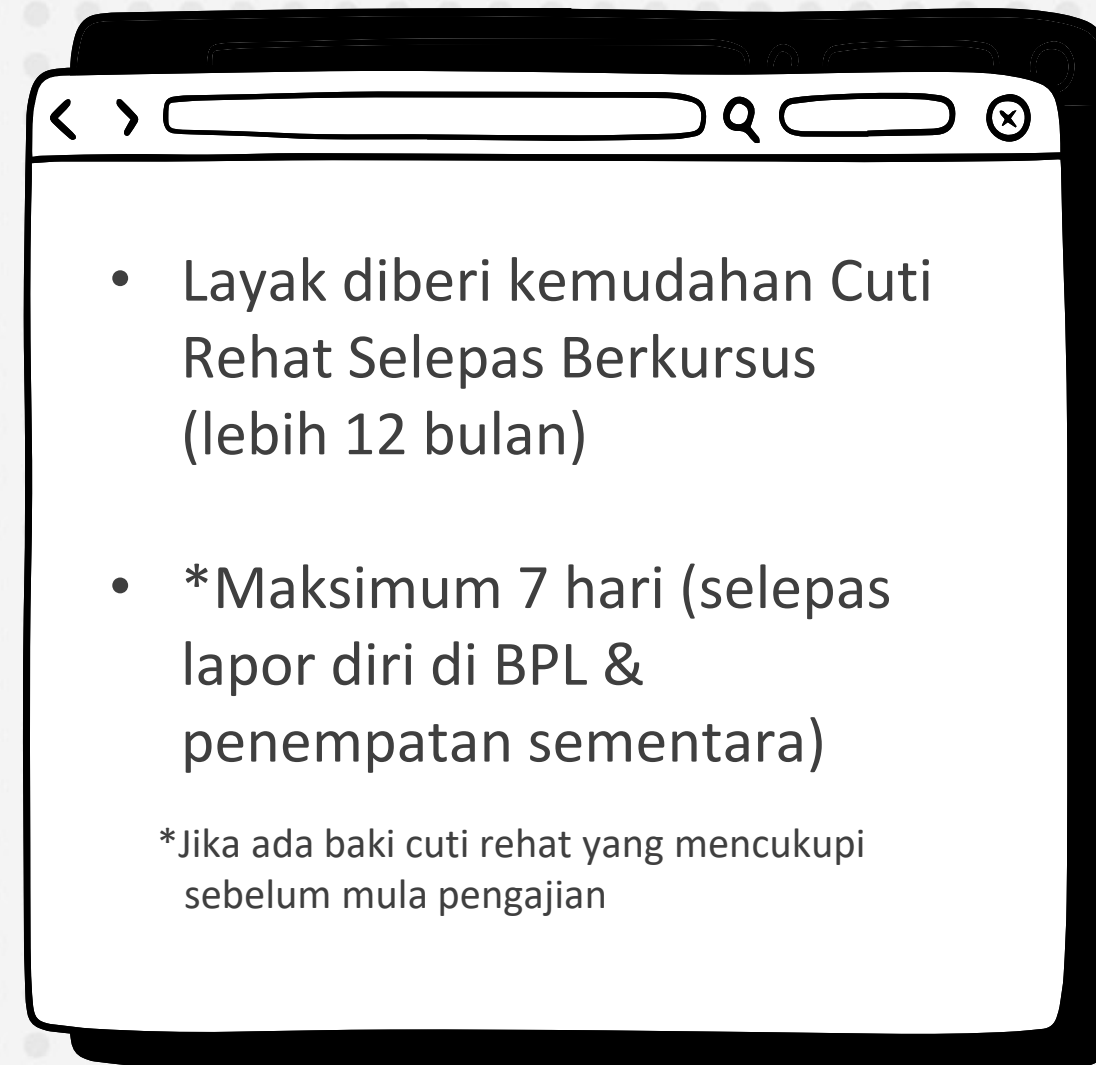 • Layak diberi kemudahan Cuti
Rehat Selepas Berkursus
(lebih 12 bulan)
• *Maksimum 7 hari (selepas
lapor diri di BPL &
penempatan sementara)
*Jika ada baki cuti rehat yang mencukupi
sebelum mula pengajian